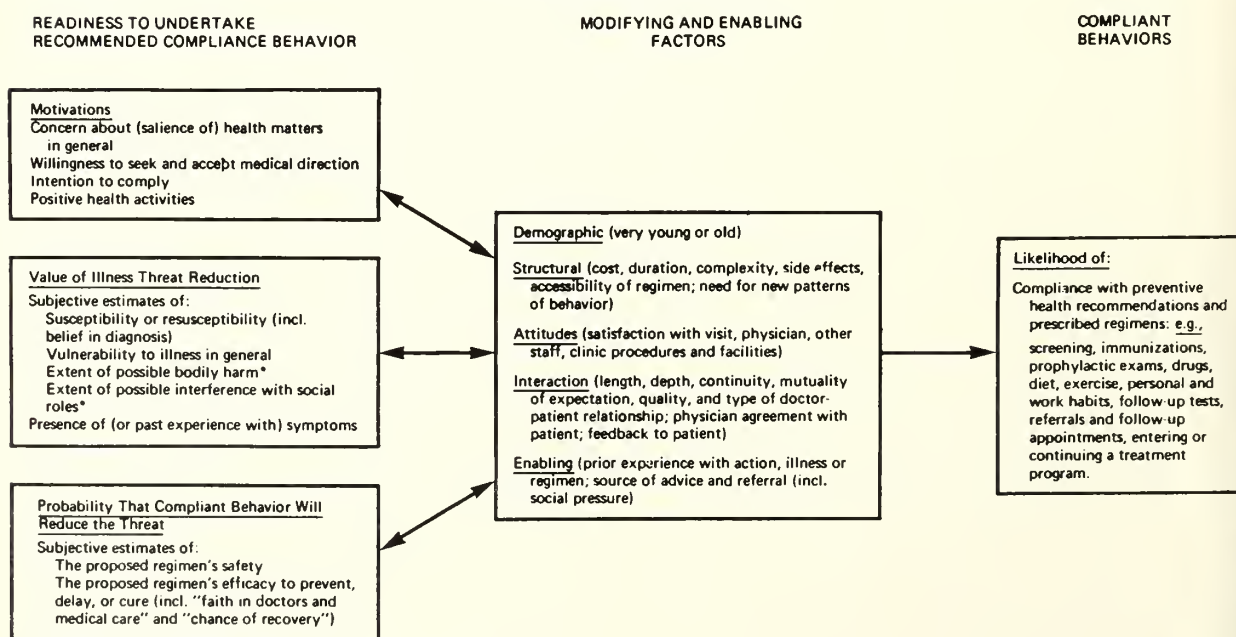 READINESS TO UNDERTAKE
RECOMMENDED COMPLIANCE BEHAVIOR
MODIFYING AND ENABLING
FACTORS
COMPLIANT
BEHAVIORS
Motivations
Concern about (salience of) health matters
in general
Willingness to seek and accept medical direction
Intention to comply
Positive health activities
Value of Illness Threat Reduction
Subjective estimates of:
Susceptibility or resusceptibility (incl.
belief in diagnosis)
Vulnerability to illness in general
Extent of possible bodily harm*
Extent of possible interference with social
roles*
Presence of (or past experience with) symptoms
Probability That Compliant Behavior Will
Reduce the Threat
Subjective estimates of:
The proposed regimen's safety
The proposed regimen's efficacy to prevent,
delay, or cure (incl. "faith in doctors and
medical care" and "chance of recovery")
Demographic (very young or old)
Structural (cost, duration, complexity, side effects,
accessibility of regimen; need for new patterns
of behavior)
Attitudes (satisfaction with visit, physician, other
staff, clinic procedures and facilities)
Interaction (length, depth, continuity, mutuality
of expectation, quality, and type of doctor-
patient relationship; physician agreement with
patient; feedback to patient)
Enabling (prior experience with action, illness or
regimen; source of advice and referral (incl.
social pressure)
Likelihood of:
Compliance with preventive
health recommendations and
prescribed regimens: e.g.,
screening, immunizations,
prophylactic exams, drugs,
diet, exercise, personal and
work habits, follow-up tests,
referrals and follow-up
appointments, entering or
continuing a treatment
program.